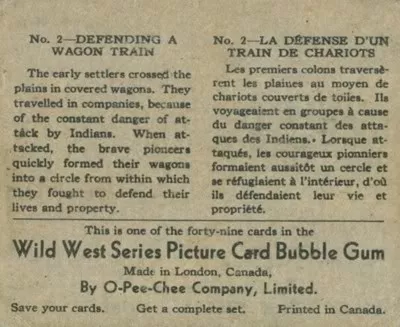 No. 2—DEFENDING A
WAGON TRAIN
The early settlers crossed the
plains in covered wagons. They
travelled in companies, because
of the constant danger of at-
tack by Indians. When at-
tacked, the brave pioneers
quickly formed their wagons
into a circle from within which
they fought to defend their
lives and property.
No. 2—LA DÉFENSE D'UN
TRAIN DE CHARIOTS
Les premiers colons traversè-
rent les plaines au moyen de
chariots couverts de toiles. Ils
voyageaient en groupes à cause
du danger constant des atta-
ques des Indiens. Lorsque at-
taqués, les courageux pionniers
formaient aussitôt un cercle et
se réfugiaient à l'intérieur, d'où
ils défendaient leur vie et
propriété.
This is one of the forty-nine cards in the
Wild West Series Picture Card Bubble Gum
Made in London, Canada,
By O-Pee-Chee Company, Limited.
Save your cards. Get a complete set. Printed in Canada.